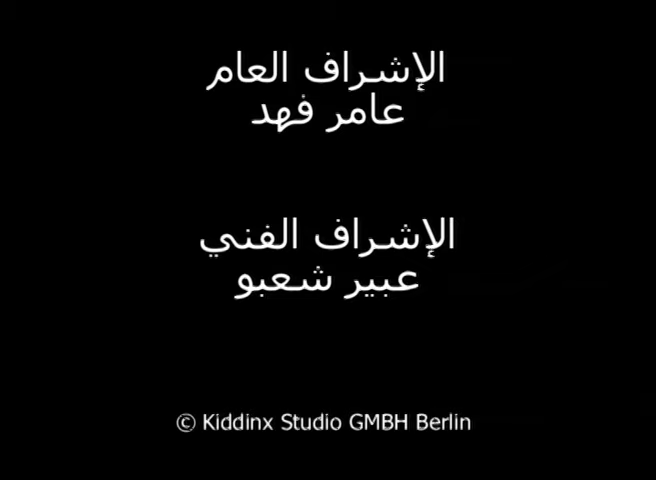 الإشراف العام
عامر فهد
الإشراف الفني
عبير شعبو
© Kiddinx Studio GMBH Berlin